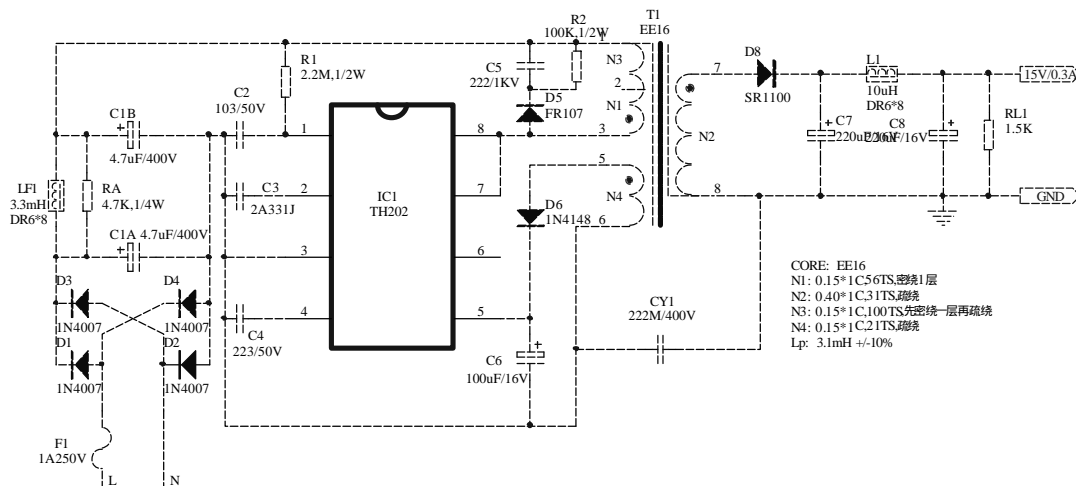 R2
100K,1/2W
T1
EE16
1
N3
2
N1
3
R1
2.2M,1/2W
C5
222/1KV
D5
FR107
7
D8
SR1100
L1
10uH
DR6*8
15V/0.3A
C7
220uF/16V
C8
220uF/16V
RL1
1.5K
N2
8
GND
C2
103/50V
C1B
+
4.7uF/400V
1
8
LF1
3.3mH
DR6*8
RA
4.7K,1/4W
C3
2A331J
2
7
IC1
TH202
5
N4
6
D6
1N4148
C1A 4.7uF/400V
+
3
6
D3
1N4007
D4
1N4007
C4
223/50V
4
5
D1
1N4007
D2
1N4007
C6
100uF/16V
+
CY1
222M/400V
+
+
CORE: EE16
N1: 0.15*1C,56TS,密绕1层
N2: 0.40*1C,31TS,疏绕
N3: 0.15*1C,100TS,先密绕一层再疏绕
N4: 0.15*1C,21TS,疏绕
Lp: 3.1mH +/-10%
F1
1A250V
L
N